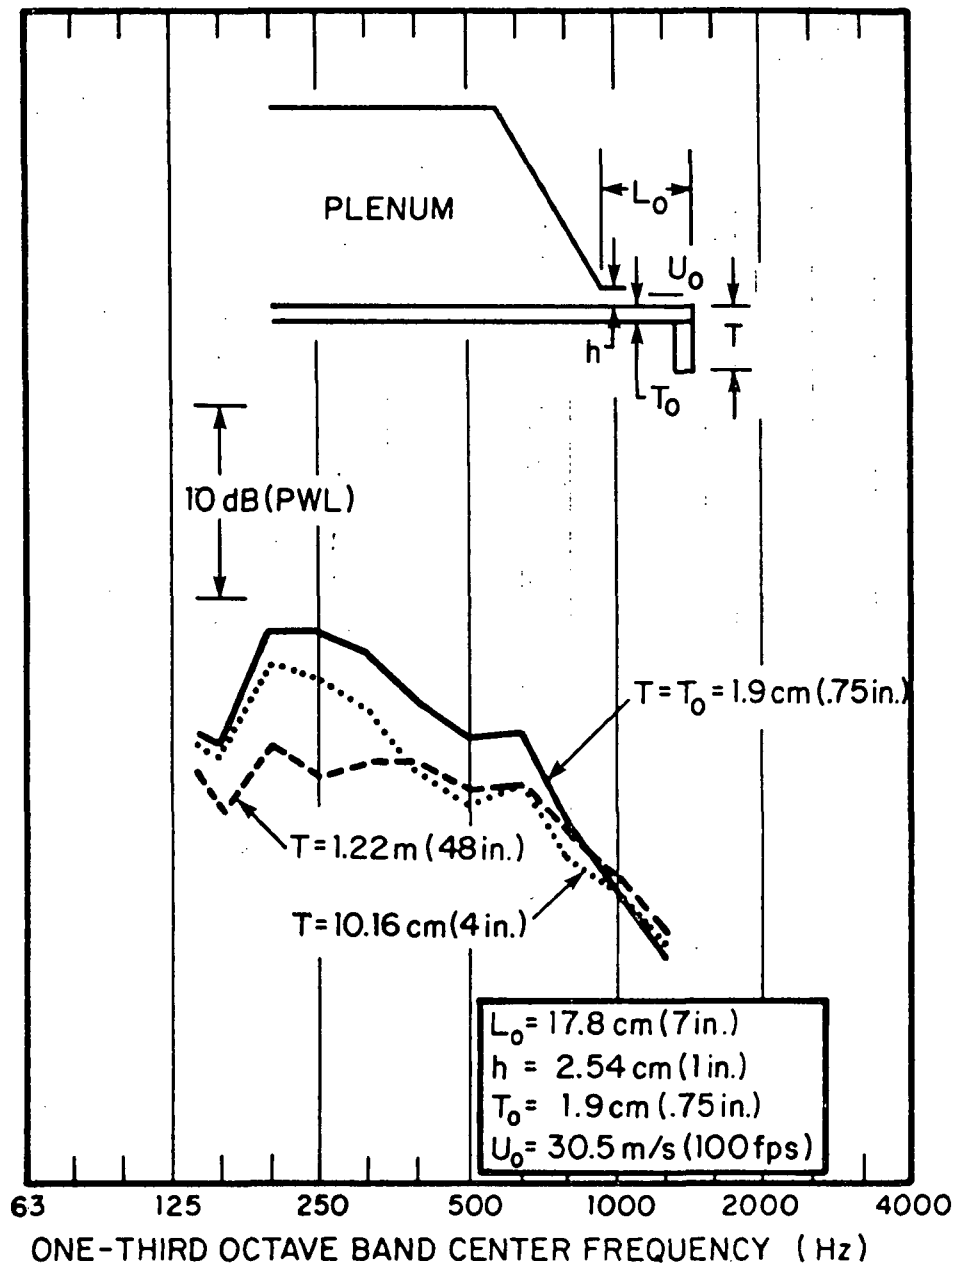 PLENUM
L₀
U₀
h
T
T₀
10 dB (PWL)
T = T₀ = 1.9 cm (.75 in.)
T = 1.22 m (48 in.)
T = 10.16 cm (4 in.)
L₀ = 17.8 cm (7 in.)
h = 2.54 cm (1 in.)
T₀ = 1.9 cm (.75 in.)
U₀ = 30.5 m/s (100 fps)
63 125 250 500 1000 2000 4000
ONE-THIRD OCTAVE BAND CENTER FREQUENCY (Hz)